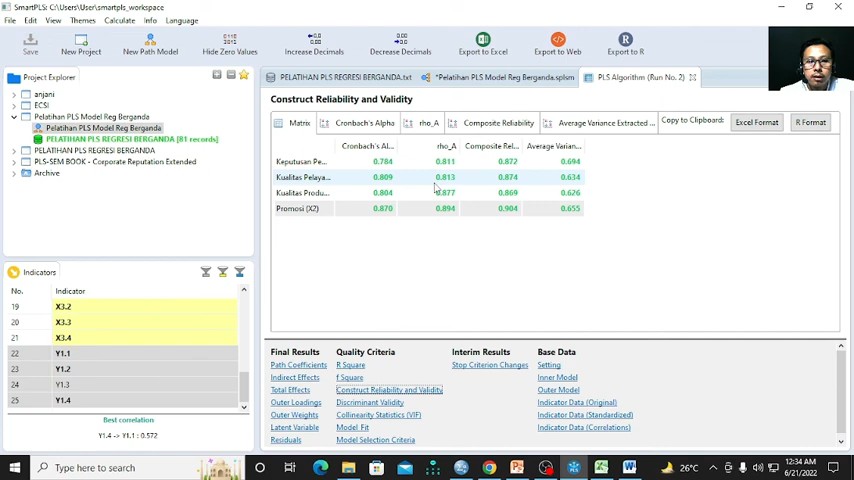 SmartPLS: C:\Users\User\smartpls_workspace
File Edit View Themes Calculate Info Language
Save
New Project
New Path Model
Hide Zero Values
Increase Decimals
Decrease Decimals
Export to Excel
Export to Web
Export to R
Project Explorer
anjani
ECSI
Pelatihan PLS Model Reg Berganda
Pelatihan PLS Model Reg Berganda
PELATIHAN PLS REGRESI BERGANDA [81 records]
PELATIHAN PLS REGRESI BERGANDA
PLS-SEM BOOK - Corporate Reputation Extended
Archive
Indicators
No. Indicator
19 X3.2
20 X3.3
21 X3.4
22 Y1.1
23 Y1.2
24 Y1.3
25 Y1.4
Best correlation
Y1.4 -> Y1.1 : 0.572
PELATIHAN PLS REGRESI BERGANDA.txt
*Pelatihan PLS Model Reg Berganda.splsm
PLS Algorithm (Run No. 2)
Construct Reliability and Validity
Matrix
Cronbach's Alpha
rho_A
Composite Reliability
Average Variance Extracted ...
Copy to Clipboard:
Excel Format
R Format
Cronbach's Al... rho_A Composite Rel... Average Varian...
Keputusan Pe... 0.784 0.811 0.872 0.694
Kualitas Pelaya... 0.809 0.813 0.874 0.634
Kualitas Produ... 0.804 0.877 0.869 0.626
Promosi (X2) 0.870 0.894 0.904 0.655
Final Results Quality Criteria Interim Results Base Data
Path Coefficients R Square Stop Criterion Changes Setting
Indirect Effects f Square Inner Model
Total Effects Construct Reliability and Validity Outer Model
Outer Loadings Discriminant Validity Indicator Data (Original)
Outer Weights Collinearity Statistics (VIF) Indicator Data (Standardized)
Latent Variable Model_Fit Indicator Data (Correlations)
Residuals Model Selection Criteria
Type here to search
26°C
12:34 AM
6/21/2022